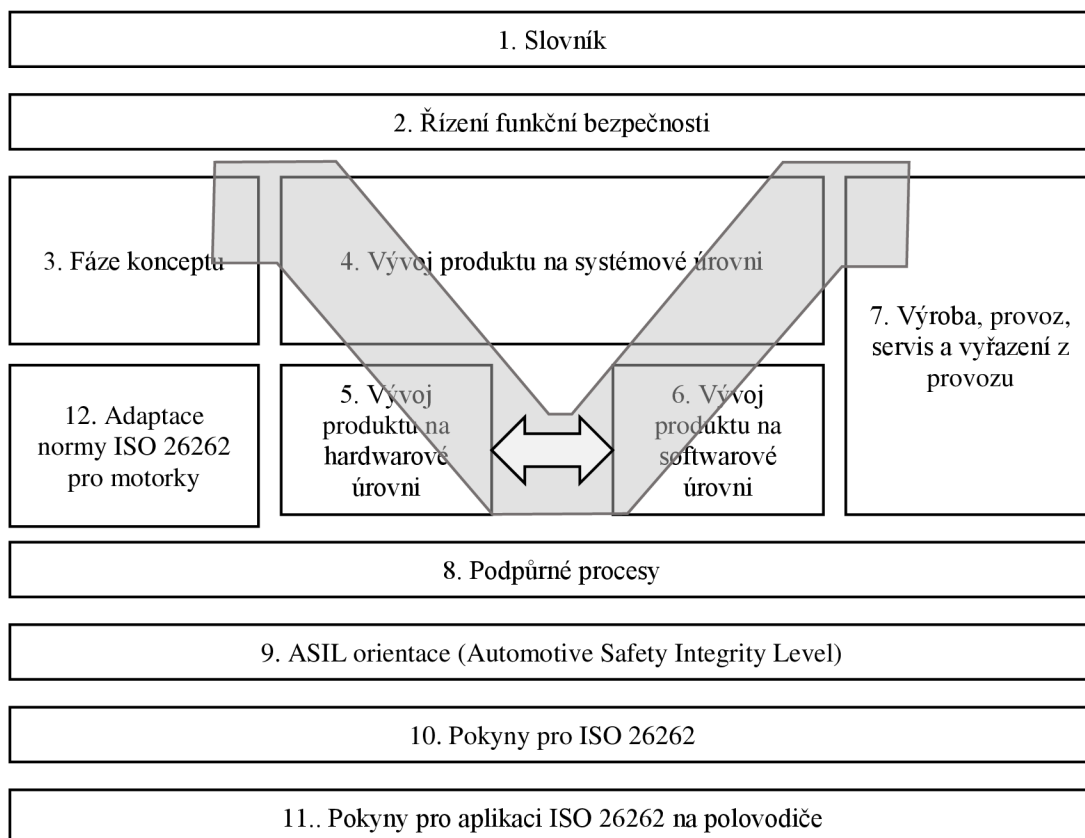 1. Slovník
2. Řízení funkční bezpečnosti
3. Fáze konceptu
4. Vývoj produktu na systémové úrovni
7. Výroba, provoz,
servis a vyřazení z
provozu
12. Adaptace
normy ISO 26262
pro motorky
5. Vývoj
produktu na
hardwarové
úrovni
6. Vývoj
produktu na
softwarové
úrovni
8. Podpůrné procesy
9. ASIL orientace (Automotive Safety Integrity Level)
10. Pokyny pro ISO 26262
11.. Pokyny pro aplikaci ISO 26262 na polovodiče